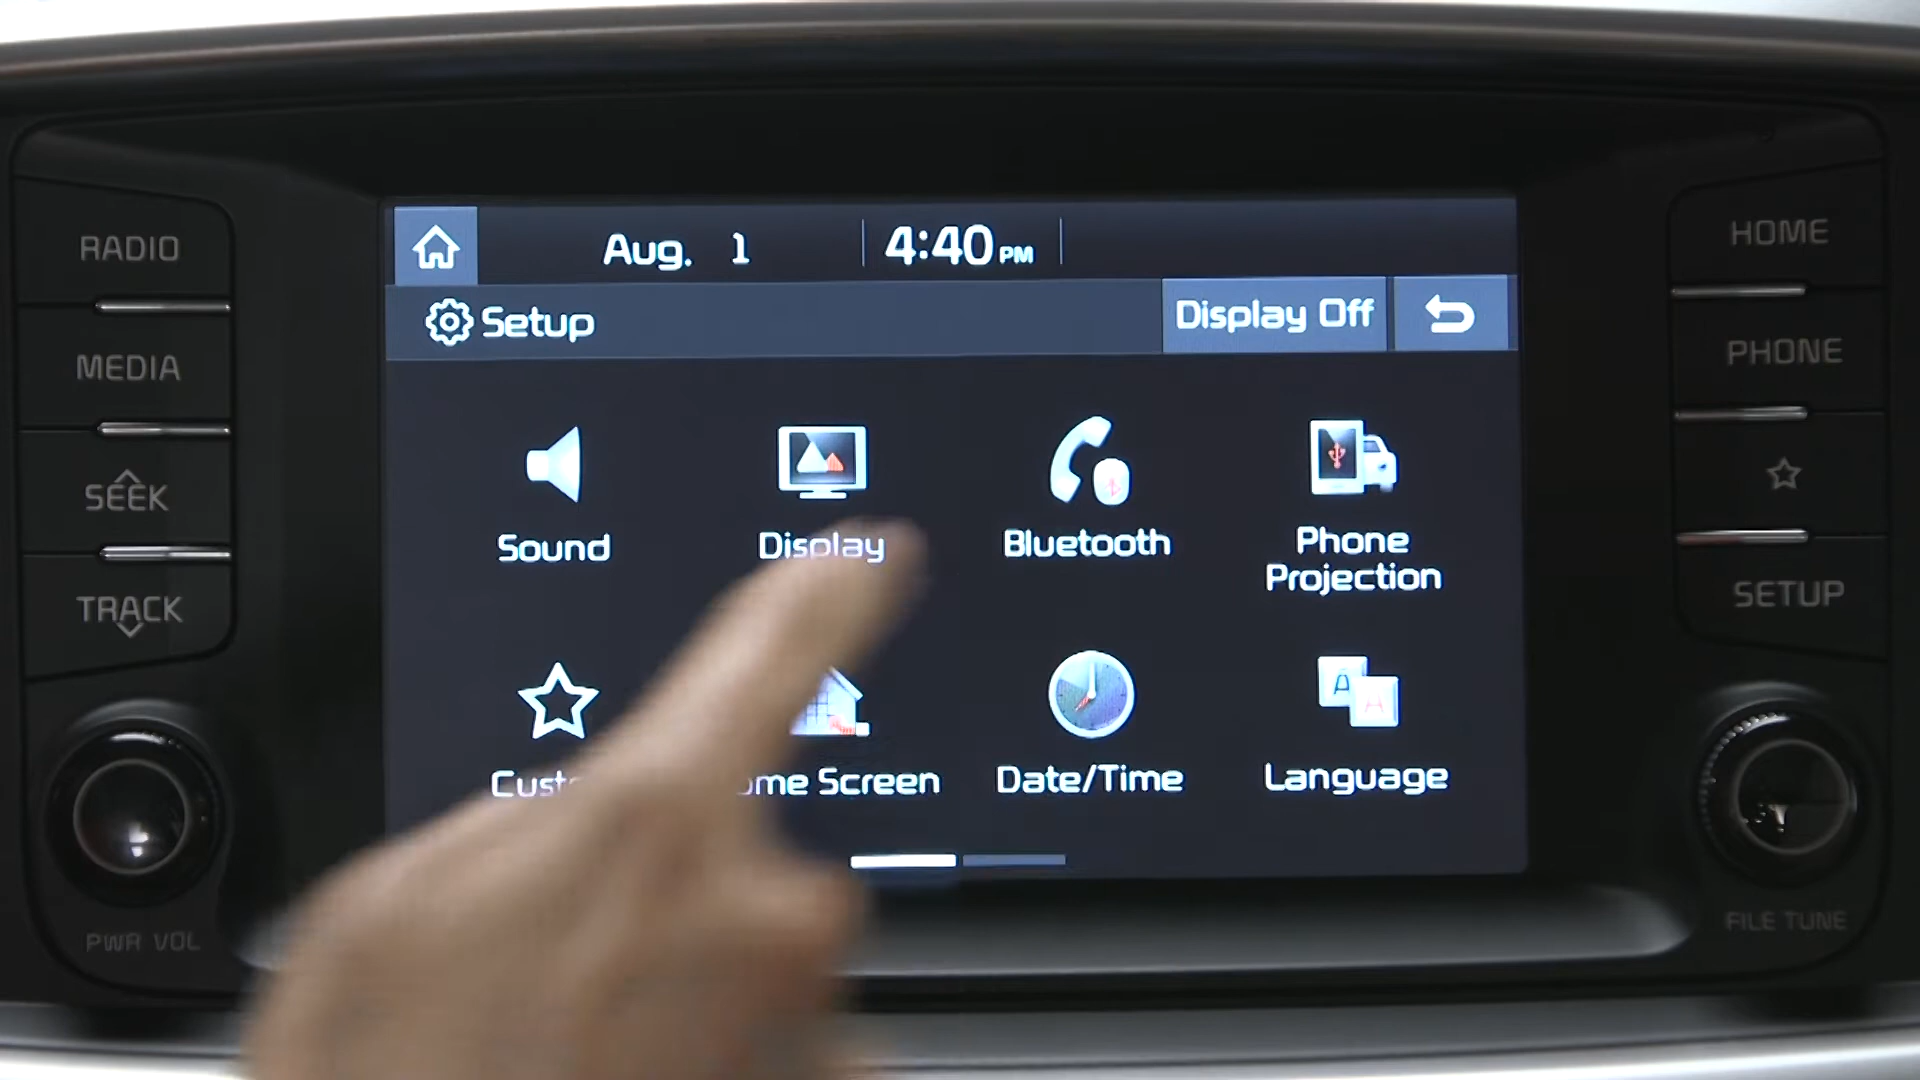 RADIO
MEDIA
SEEK
TRACK
PWR VOL
Aug. 1
4:40 PM
Setup
Display Off
Sound
Display
Bluetooth
Phone
Projection
Screen
Date/Time
Language
HOME
PHONE
SETUP
FILE TUNE